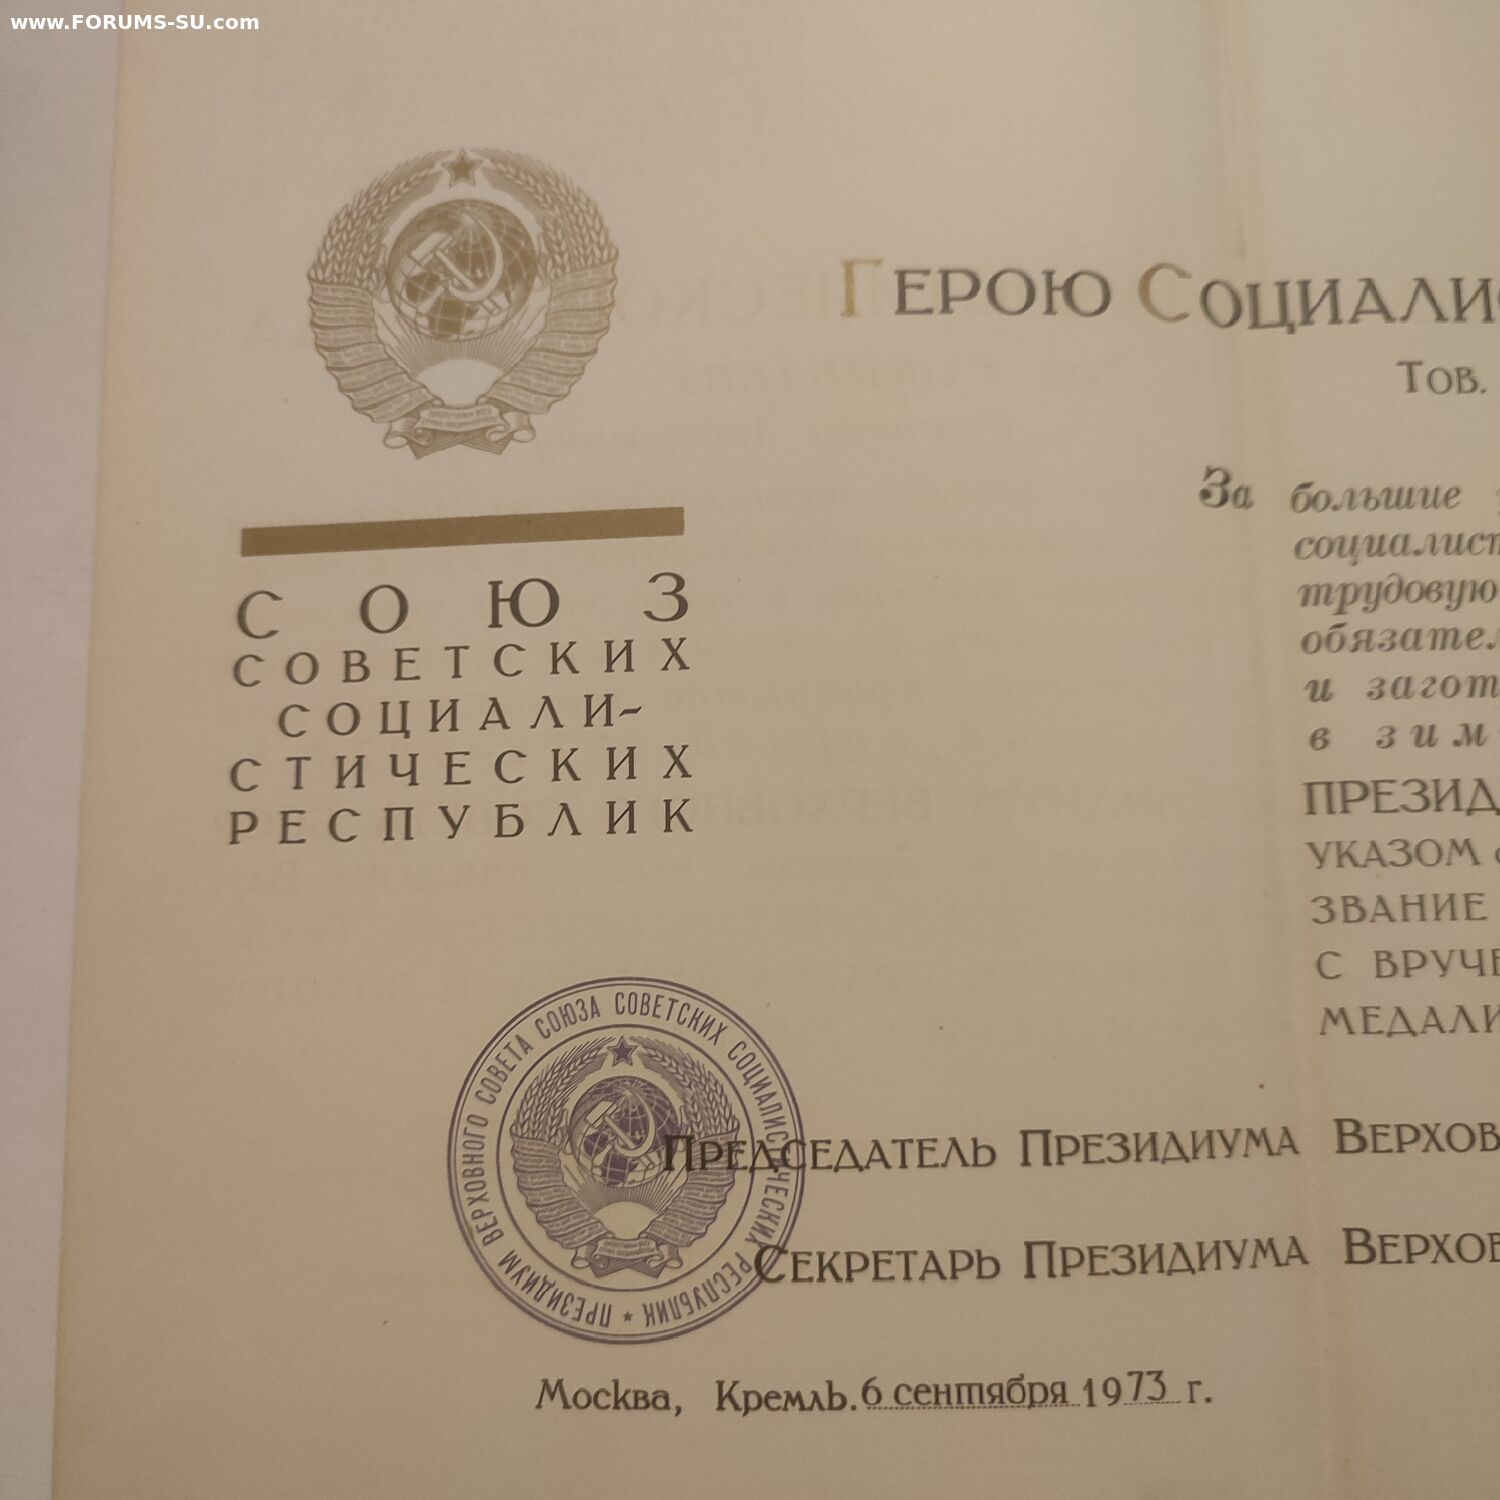 www.FORUMS-SU.com
ГЕРОЮ СОЦИАЛИС
ТОВ.
За большие
социалист
трудовую
обязател
и загот
в зим
ПРЕЗИД
УКАЗОМ
ЗВАНИЕ
С ВРУЧЕ
МЕДАЛИ
СОЮЗ
СОВЕТСКИХ
СОЦИАЛИ-
СТИЧЕСКИХ
РЕСПУБЛИК
ПРЕЗИДИУМ ВЕРХОВНОГО СОВЕТА СОЮЗА СОВЕТСКИХ СОЦИАЛИСТИЧЕСКИХ РЕСПУБЛИК
ПРЕДСЕДАТЕЛЬ ПРЕЗИДИУМА ВЕРХОВ
СЕКРЕТАРЬ ПРЕЗИДИУМА ВЕРХОВ
Москва, Кремль. 6 сентября 1973 г.